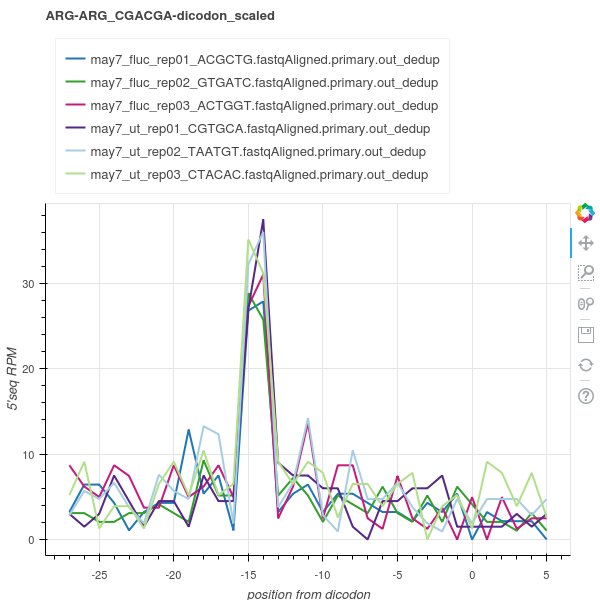 ARG-ARG_CGACGA-dicodon_scaled
may7_fluc_rep01_ACGCTG.fastqAligned.primary.out_dedup
may7_fluc_rep02_GTGATC.fastqAligned.primary.out_dedup
may7_fluc_rep03_ACTGGT.fastqAligned.primary.out_dedup
may7_ut_rep01_CGTGCA.fastqAligned.primary.out_dedup
may7_ut_rep02_TAATGT.fastqAligned.primary.out_dedup
may7_ut_rep03_CTACAC.fastqAligned.primary.out_dedup
30
20
10
0
5'seq RPM
-25 -20 -15 -10 -5 0 5
position from dicodon